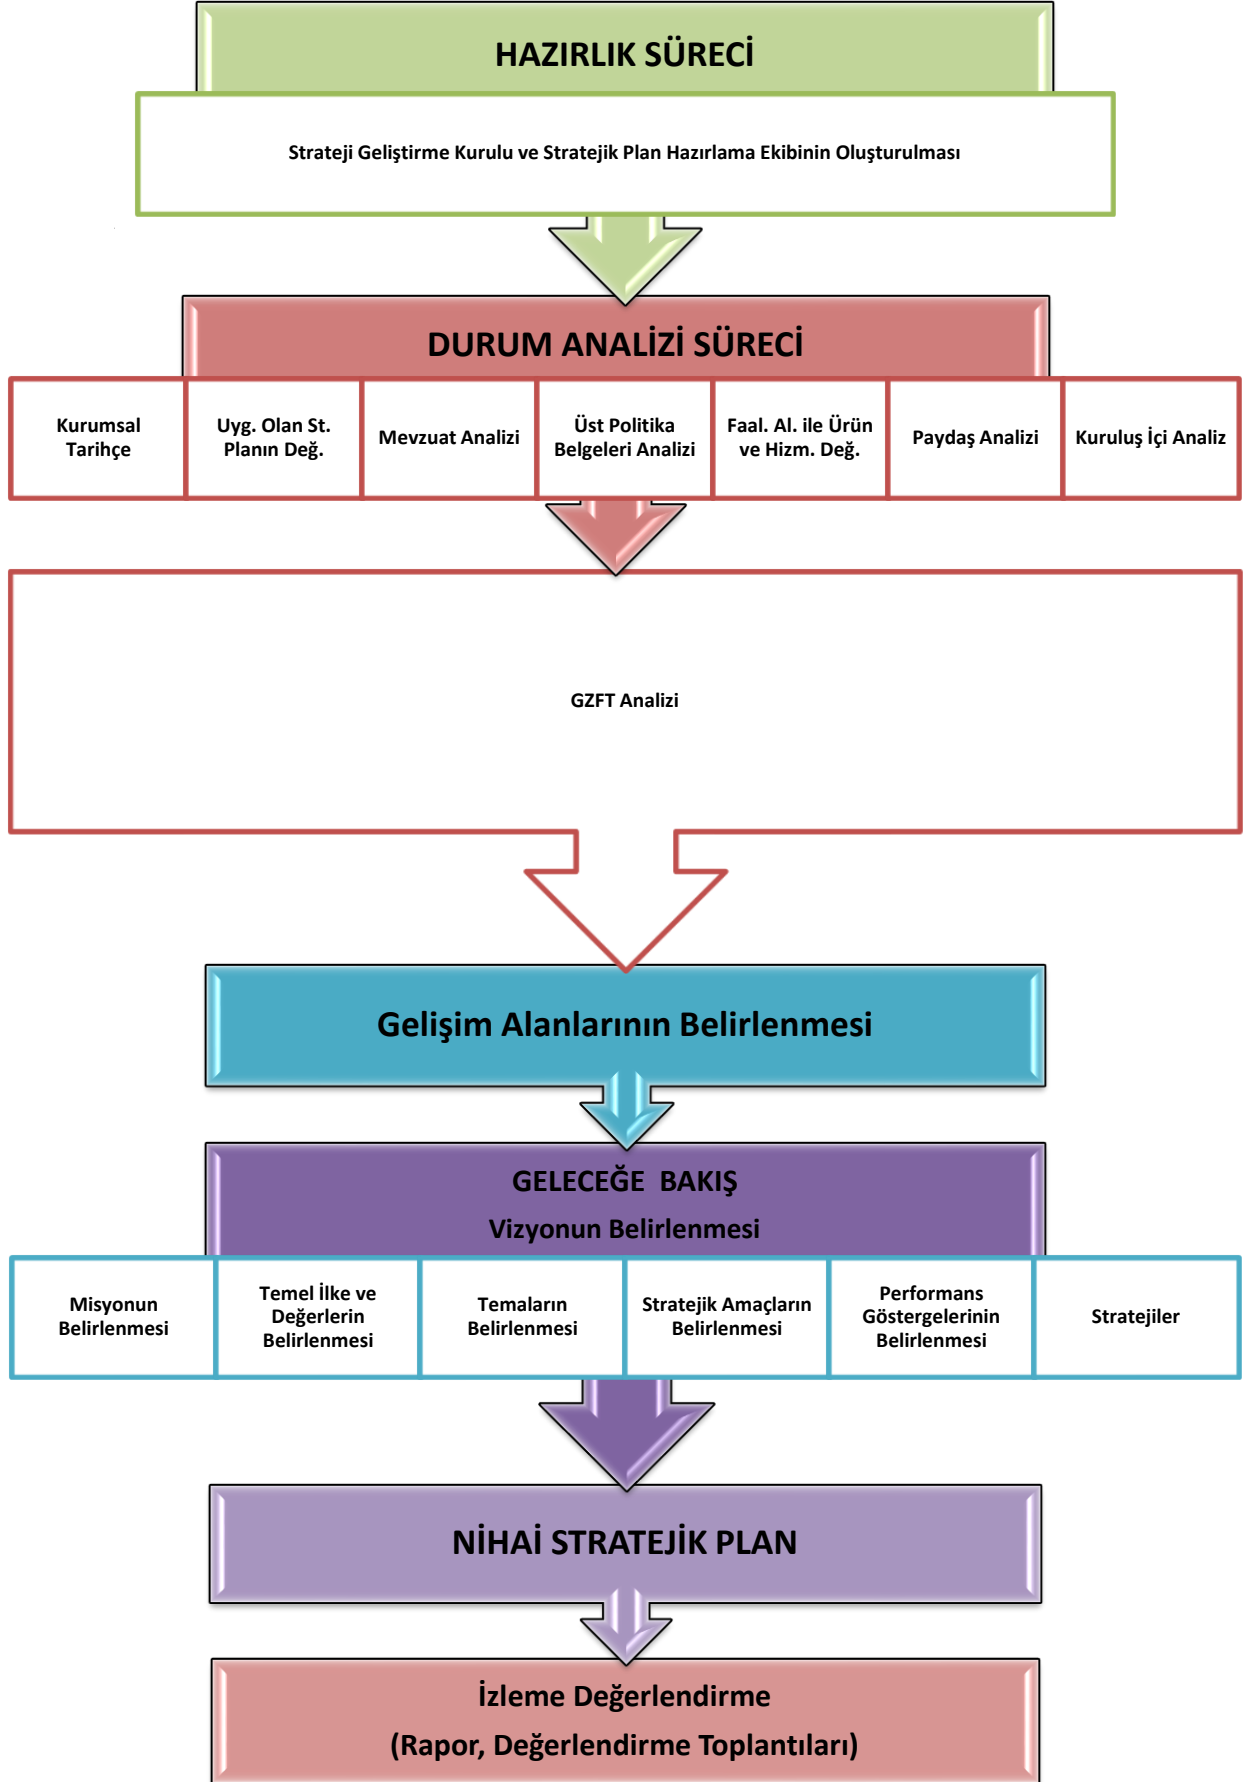 HAZIRLIK SÜRECİ
Strateji Geliştirme Kurulu ve Stratejik Plan Hazırlama Ekibinin Oluşturulması
DURUM ANALİZİ SÜRECİ
Kurumsal
Tarihçe
Uyg. Olan St.
Planın Değ.
Mevzuat Analizi
Üst Politika
Belgeleri Analizi
Faal. Al. ile Ürün
ve Hizm. Değ.
Paydaş Analizi
Kuruluş İçi Analiz
GZFT Analizi
Gelişim Alanlarının Belirlenmesi
GELECEĞE BAKIŞ
Vizyonun Belirlenmesi
Misyonun
Belirlenmesi
Temel İlke ve
Değerlerin
Belirlenmesi
Temaların
Belirlenmesi
Stratejik Amaçların
Belirlenmesi
Performans
Göstergelerinin
Belirlenmesi
Stratejiler
NİHAİ STRATEJİK PLAN
İzleme Değerlendirme
(Rapor, Değerlendirme Toplantıları)